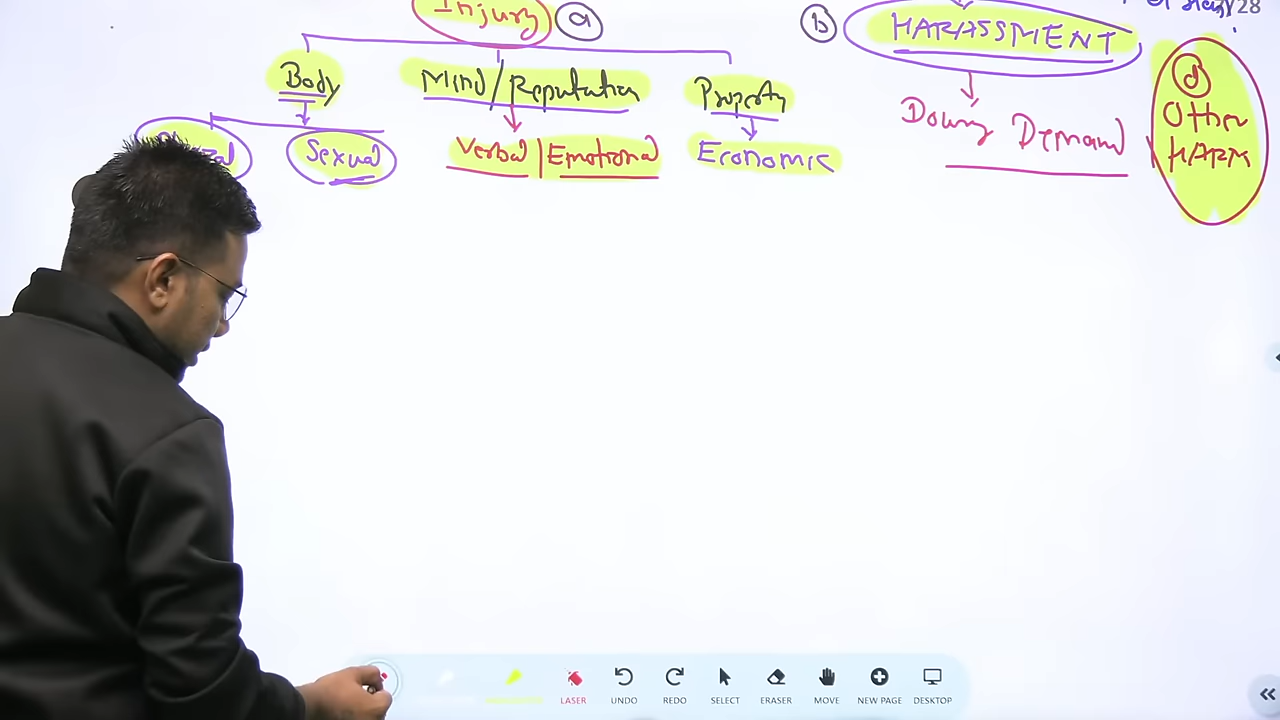 Injury a
b HARASSMENT
28
Body
Mind/Reputation
Property
Dowry Demand
d
Other
HARM
Sexual
Verbal | Emotional
Economic
LASER UNDO REDO SELECT ERASER MOVE NEW PAGE DESKTOP